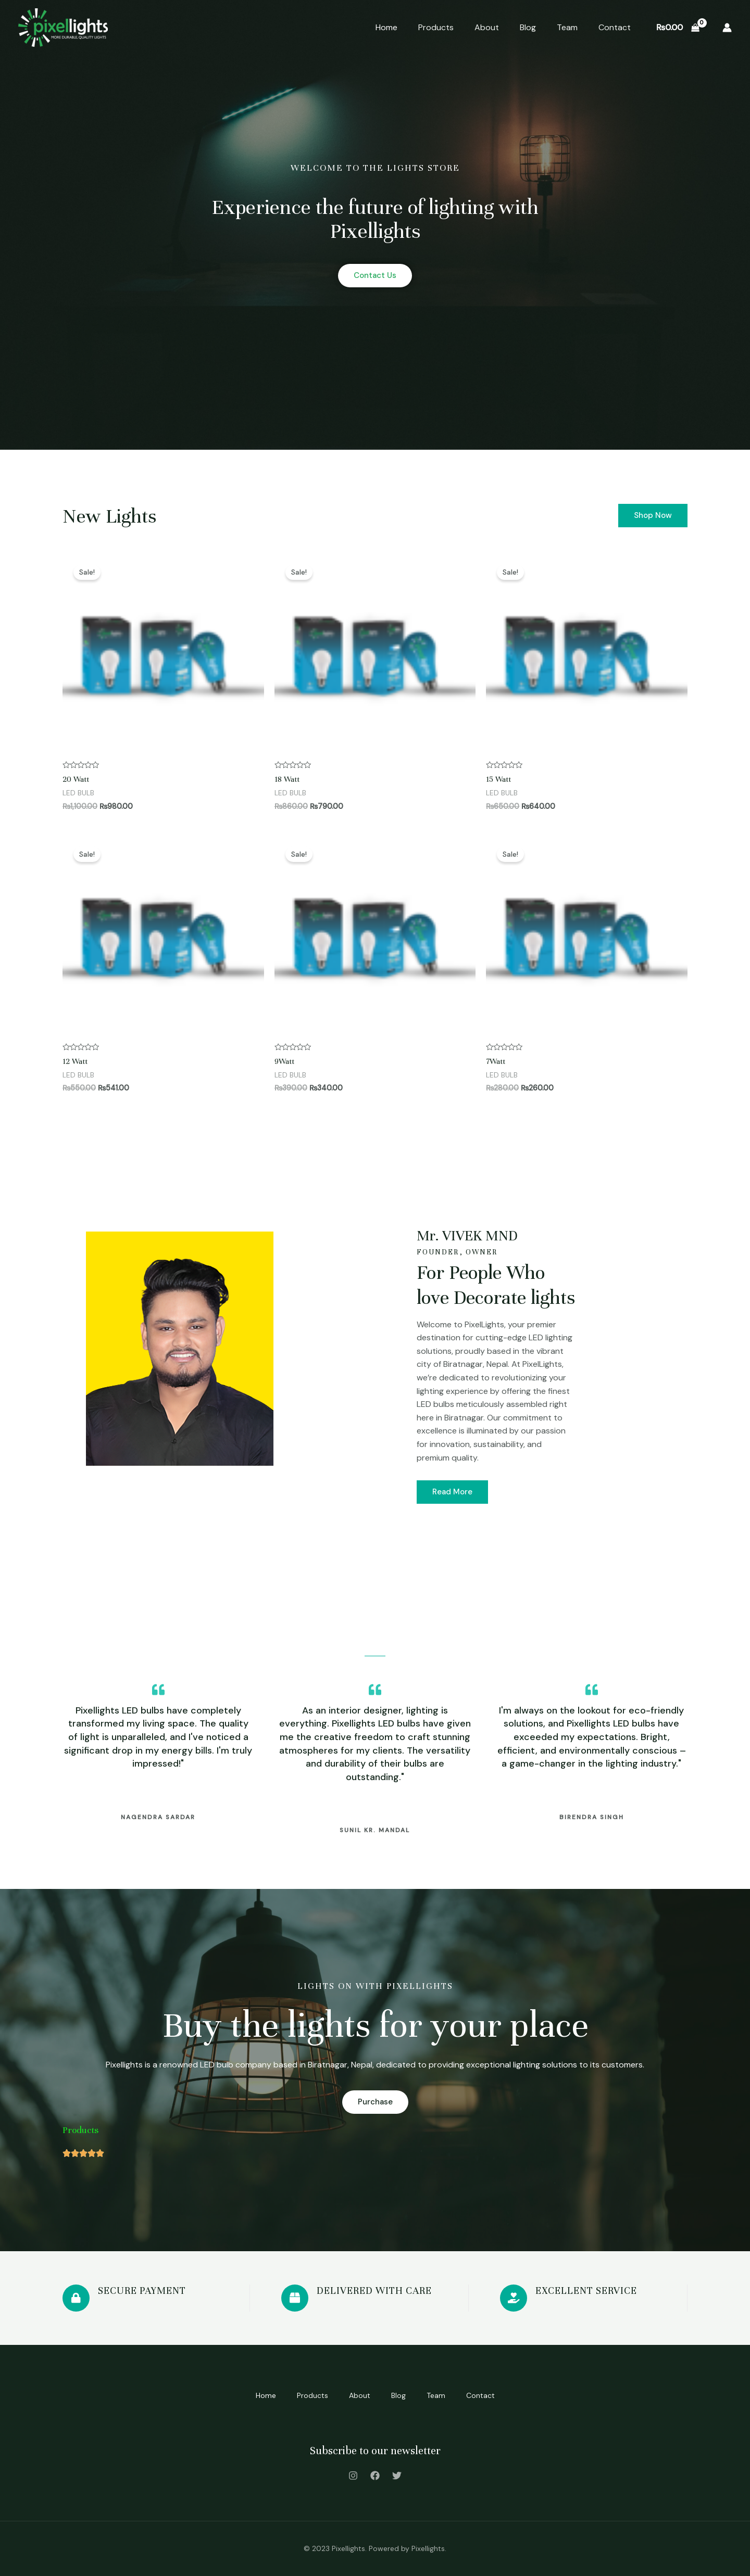 pixellights
MORE DURABLE, QUALITY LIGHTS
Home Products About Blog Team Contact ₨0.00 0
WELCOME TO THE LIGHTS STORE
Experience the future of lighting with
Pixellights
Contact Us
New Lights
Shop Now
Sale! Sale! Sale!
20 Watt
LED BULB
₨1,100.00 ₨980.00
18 Watt
LED BULB
₨860.00 ₨790.00
15 Watt
LED BULB
₨650.00 ₨640.00
Sale! Sale! Sale!
12 Watt
LED BULB
₨550.00 ₨541.00
9Watt
LED BULB
₨390.00 ₨340.00
7Watt
LED BULB
₨280.00 ₨260.00
Mr. VIVEK MND
FOUNDER, OWNER
For People Who
love Decorate lights
Welcome to PixelLights, your premier
destination for cutting-edge LED lighting
solutions, proudly based in the vibrant
city of Biratnagar, Nepal. At PixelLights,
we're dedicated to revolutionizing your
lighting experience by offering the finest
LED bulbs meticulously assembled right
here in Biratnagar. Our commitment to
excellence is illuminated by our passion
for innovation, sustainability, and
premium quality.
Read More
Pixellights LED bulbs have completely
transformed my living space. The quality
of light is unparalleled, and I've noticed a
significant drop in my energy bills. I'm truly
impressed!"
NAGENDRA SARDAR
As an interior designer, lighting is
everything. Pixellights LED bulbs have given
me the creative freedom to craft stunning
atmospheres for my clients. The versatility
and durability of their bulbs are
outstanding."
SUNIL KR. MANDAL
I'm always on the lookout for eco-friendly
solutions, and Pixellights LED bulbs have
exceeded my expectations. Bright,
efficient, and environmentally conscious –
a game-changer in the lighting industry."
BIRENDRA SINGH
LIGHTS ON WITH PIXELLIGHTS
Buy the lights for your place
Pixellights is a renowned LED bulb company based in Biratnagar, Nepal, dedicated to providing exceptional lighting solutions to its customers.
Purchase
Products
SECURE PAYMENT
DELIVERED WITH CARE
EXCELLENT SERVICE
Home Products About Blog Team Contact
Subscribe to our newsletter
© 2023 Pixellights. Powered by Pixellights.